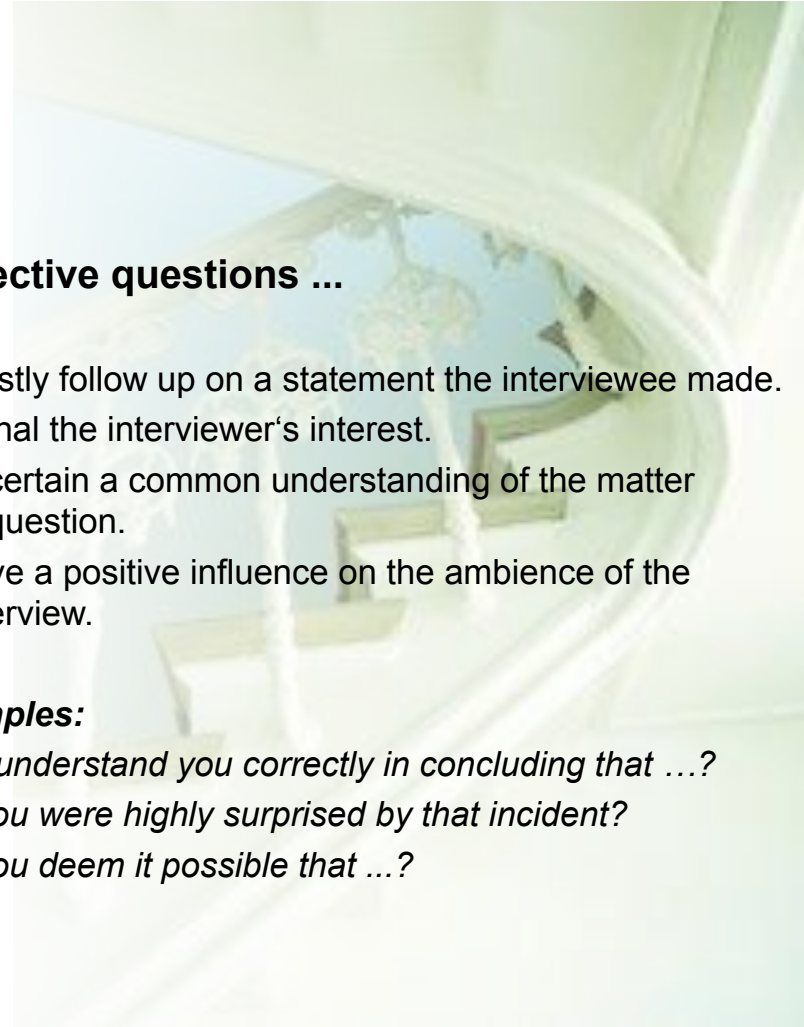 ective questions ...
stly follow up on a statement the interviewee made.
nal the interviewer‘s interest.
certain a common understanding of the matter
question.
ve a positive influence on the ambience of the
erview.
nples:
understand you correctly in concluding that …?
ou were highly surprised by that incident?
ou deem it possible that ...?